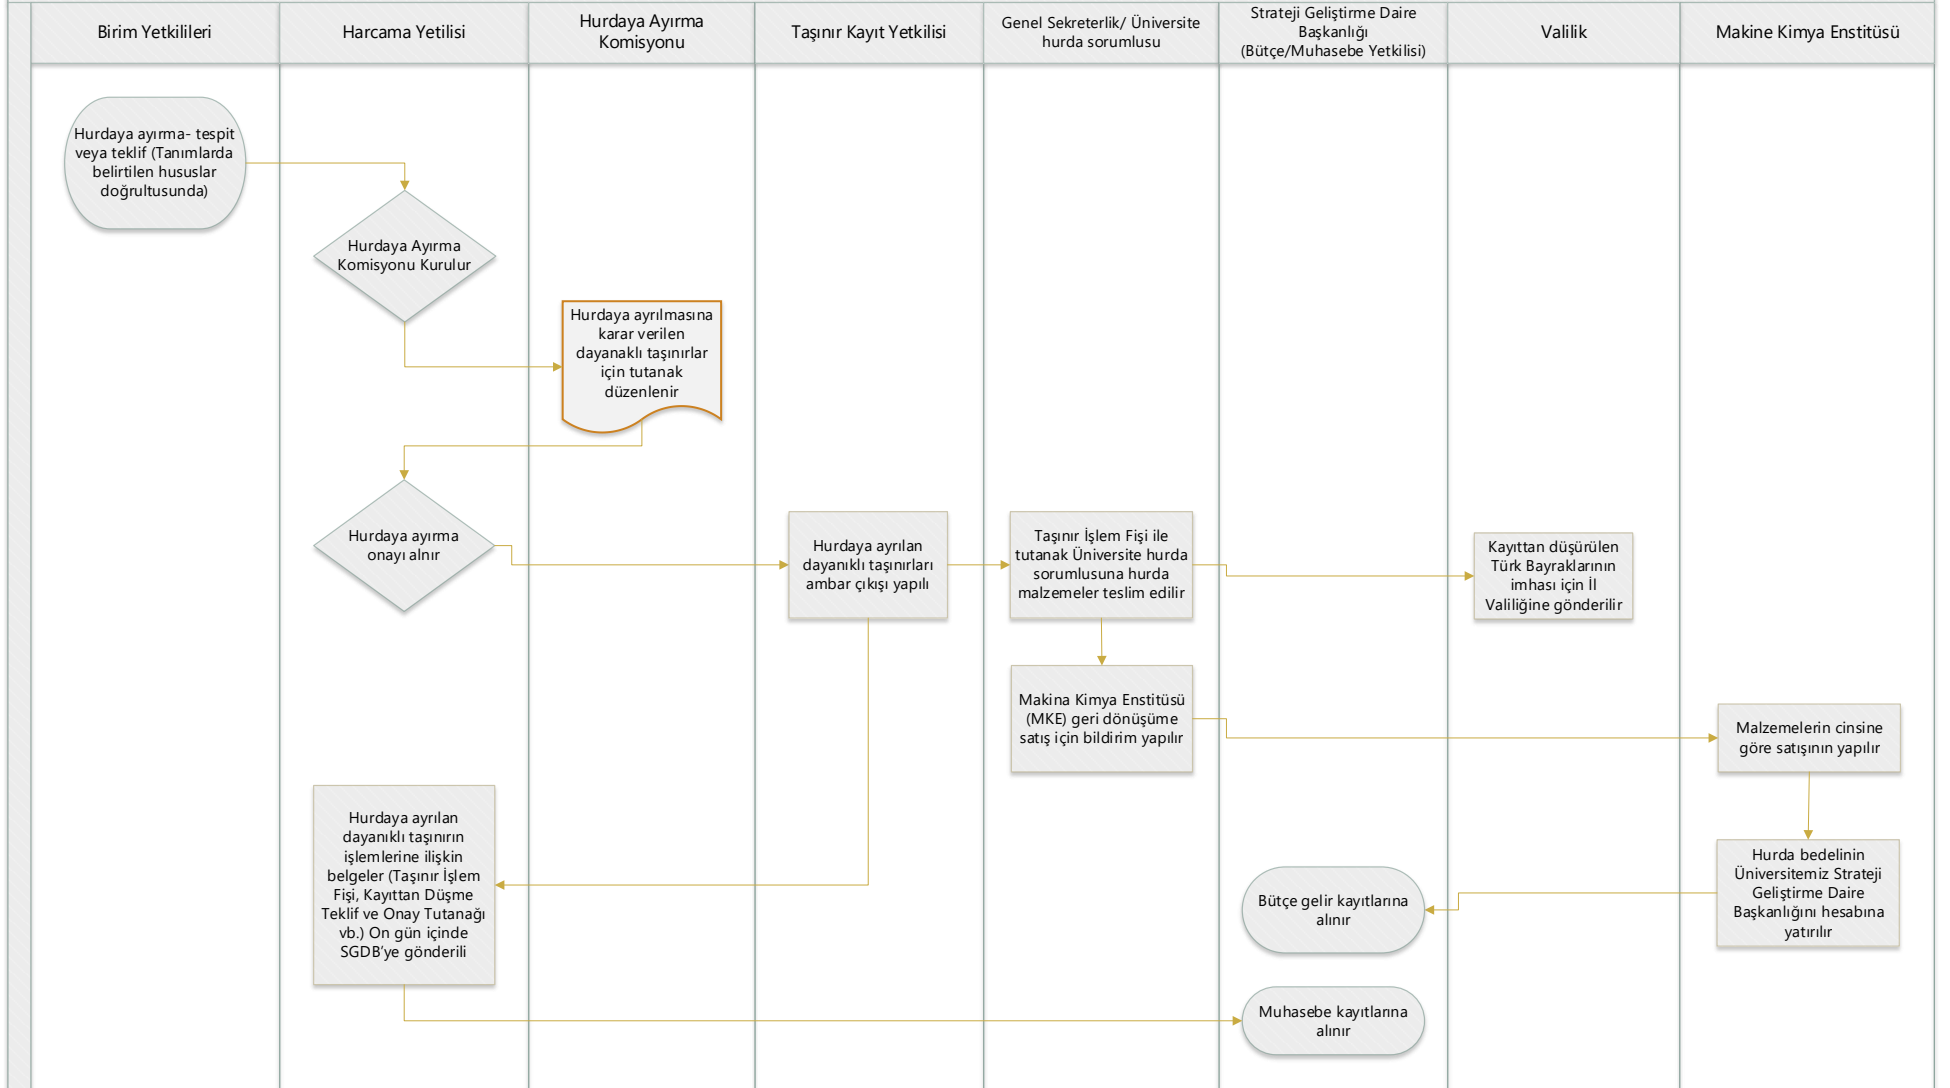 Birim Yetkilileri
Harcama Yetilisi
Hurdaya Ayırma
Komisyonu
Taşınır Kayıt Yetkilisi
Genel Sekreterlik/ Üniversite
hurda sorumlusu
Strateji Geliştirme Daire
Başkanlığı
(Bütçe/Muhasebe Yetkilisi)
Valilik
Makine Kimya Enstitüsü
Hurdaya ayırma- tespit
veya teklif (Tanımlarda
belirtilen hususlar
doğrultusunda)
Hurdaya Ayırma
Komisyonu Kurulur
Hurdaya ayrılmasına
karar verilen
dayanaklı taşınırlar
için tutanak
düzenlenir
Hurdaya ayırma
onayı alnır
Hurdaya ayrılan
dayanıklı taşınırları
ambar çıkışı yapılı
Taşınır İşlem Fişi ile
tutanak Üniversite hurda
sorumlusuna hurda
malzemeler teslim edilir
Kayıttan düşürülen
Türk Bayraklarının
imhası için İl
Valiliğine gönderilir
Makina Kimya Enstitüsü
(MKE) geri dönüşüme
satış için bildirim yapılır
Malzemelerin cinsine
göre satışının yapılır
Hurdaya ayrılan
dayanıklı taşınırın
işlemlerine ilişkin
belgeler (Taşınır İşlem
Fişi, Kayıttan Düşme
Teklif ve Onay Tutanağı
vb.) On gün içinde
SGDB'ye gönderili
Hurda bedelinin
Üniversitemiz Strateji
Geliştirme Daire
Başkanlığını hesabına
yatırılır
Bütçe gelir kayıtlarına
alınır
Muhasebe kayıtlarına
alınır